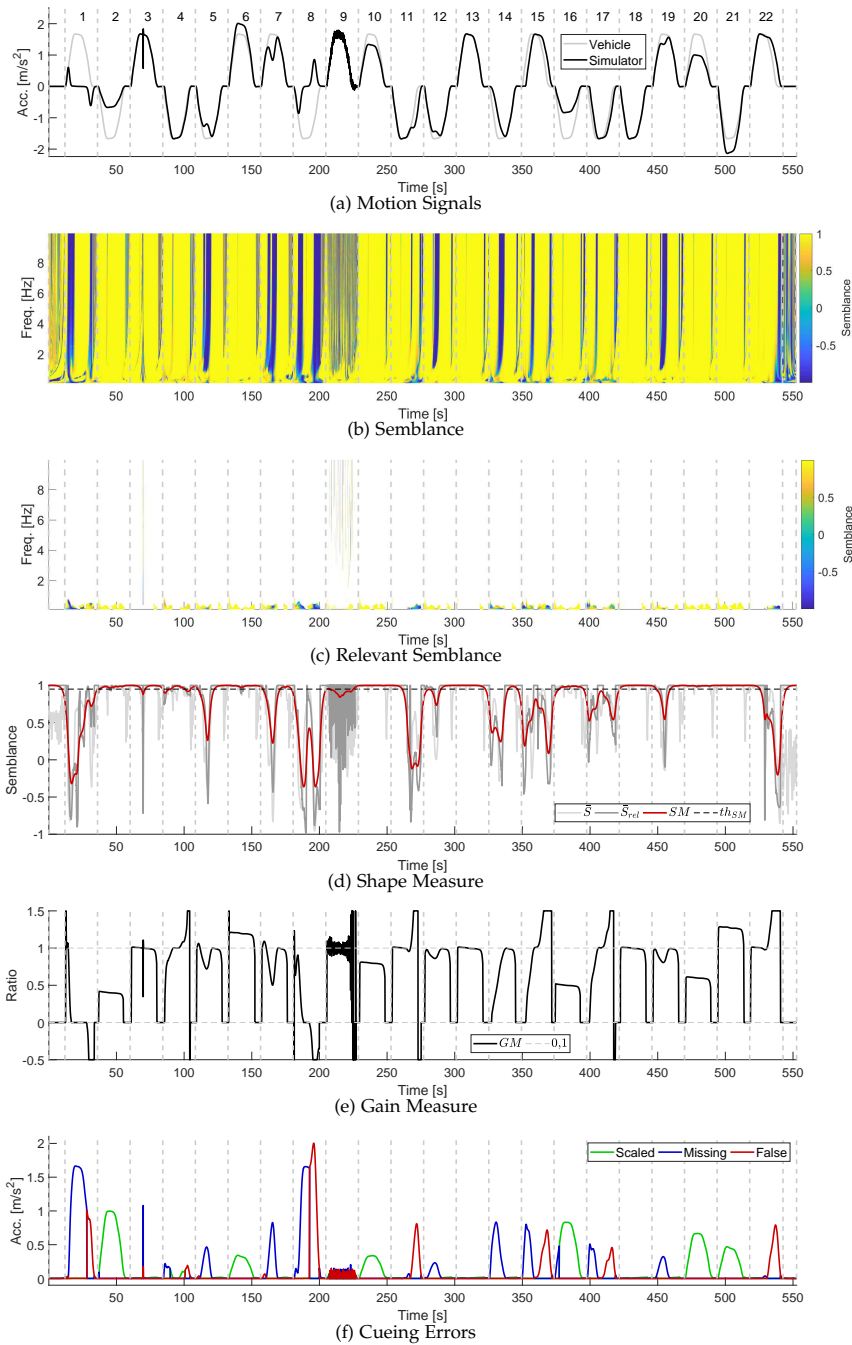 1 2 3 4 5 6 7 8 9 10 11 12 13 14 15 16 17 18 19 20 21 22
2
1
0
-1
-2
Acc. [m/s²]
Vehicle
Simulator
50 100 150 200 250 300 350 400 450 500 550
Time [s]
(a) Motion Signals
8
6
4
2
Freq. [Hz]
1
0.5
0
-0.5
Semblance
50 100 150 200 250 300 350 400 450 500 550
Time [s]
(b) Semblance
8
6
4
2
Freq. [Hz]
0.5
0
-0.5
Semblance
50 100 150 200 250 300 350 400 450 500 550
Time [s]
(c) Relevant Semblance
1
0.5
0
-0.5
-1
Semblance
S̄ S̄rel SM thSM
50 100 150 200 250 300 350 400 450 500 550
Time [s]
(d) Shape Measure
1.5
1
0.5
0
-0.5
Ratio
GM 0,1
50 100 150 200 250 300 350 400 450 500 550
Time [s]
(e) Gain Measure
2
1.5
1
0.5
0
Acc. [m/s²]
Scaled Missing False
50 100 150 200 250 300 350 400 450 500 550
Time [s]
(f) Cueing Errors